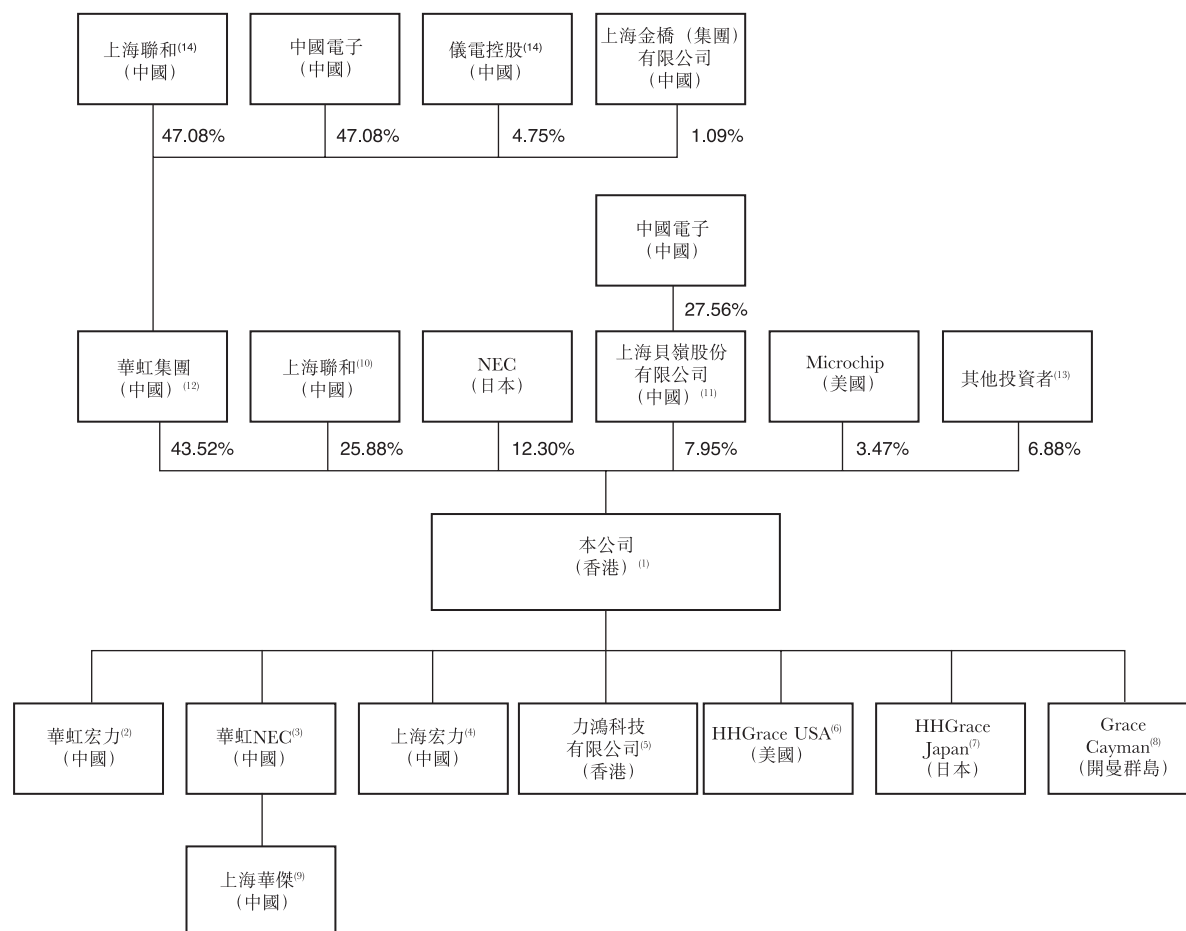 上海聯和(14)
（中國）
中國電子
（中國）
儀電控股(14)
（中國）
上海金橋（集團）
有限公司
（中國）
47.08%
47.08%
4.75%
1.09%
中國電子
（中國）
27.56%
華虹集團
（中國）(12)
上海聯和(10)
（中國）
NEC
（日本）
上海貝嶺股份
有限公司
（中國）(11)
Microchip
（美國）
其他投資者(13)
43.52%
25.88%
12.30%
7.95%
3.47%
6.88%
本公司
（香港）(1)
華虹宏力(2)
（中國）
華虹NEC(3)
（中國）
上海宏力(4)
（中國）
力鴻科技
有限公司(5)
（香港）
HHGrace USA(6)
（美國）
HHGrace
Japan(7)
（日本）
Grace
Cayman(8)
（開曼群島）
上海華傑(9)
（中國）